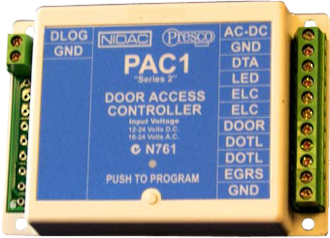 DLOG
GND
NIDAC
Presco
PAC1
"Series 2"
DOOR ACCESS
CONTROLLER
Input Voltage
12-24 Volts D.C.
16-24 Volts A.C.
N761
PUSH TO PROGRAM
AC-DC
GND
DTA
LED
ELC
ELC
DOOR
DOTL
DOTL
EGRS
GND